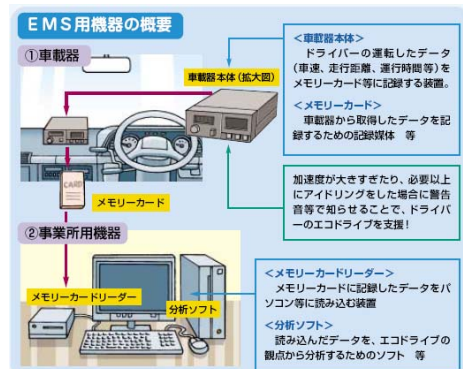 EMS用機器の概要
①車載器
車載器本体(拡大図)
<車載器本体>
ドライバーの運転したデータ
(車速、走行距離、運行時間等)を
メモリーカード等に記録する装置。
<メモリーカード>
車載器から取得したデータを記
録するための記録媒体 等
CARD
メモリーカード
加速度が大きすぎたり、必要以上
にアイドリングをした場合に警告
音等で知らせることで、ドライバ
ーのエコドライブを支援!
②事業所用機器
メモリーカードリーダー
分析ソフト
<メモリーカードリーダー>
メモリーカードに記録したデータをパ
ソコン等に読み込む装置
<分析ソフト>
読み込んだデータを、エコドライブの
観点から分析するためのソフト 等